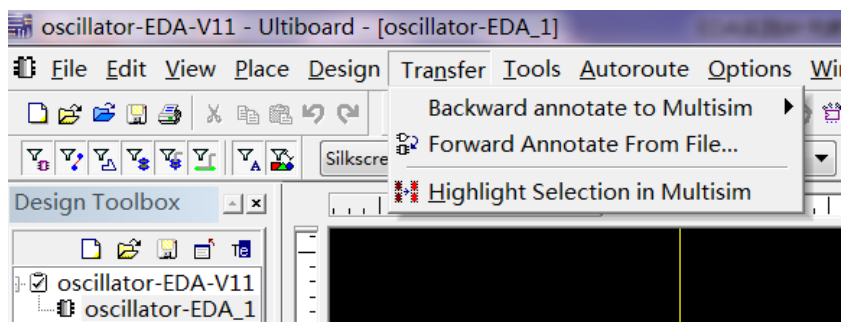 oscillator-EDA-V11 - Ultiboard - [oscillator-EDA_1]
File Edit View Place Design Transfer Tools Autoroute Options Wi
Backward annotate to Multisim
Forward Annotate From File...
Silkscre
Highlight Selection in Multisim
Design Toolbox
oscillator-EDA-V11
oscillator-EDA_1